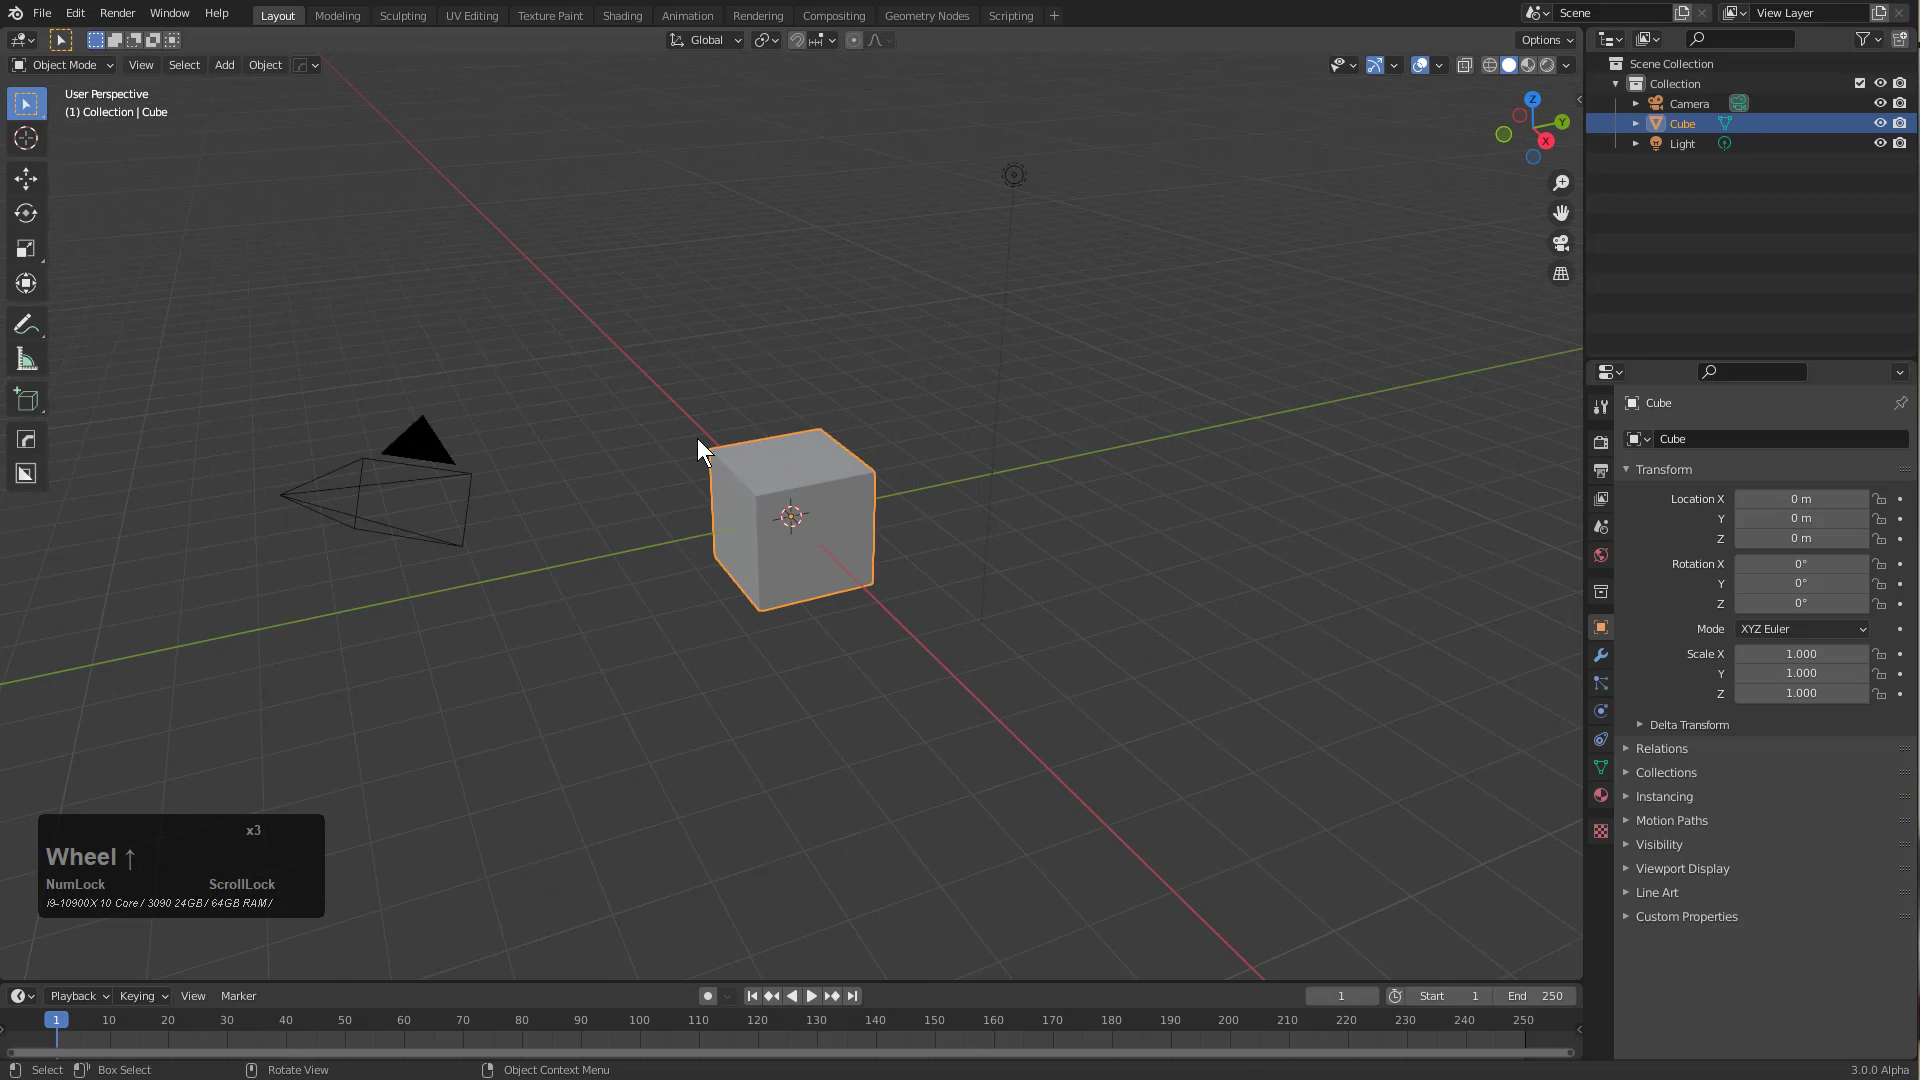 File Edit Render Window Help Layout Modeling Sculpting UV Editing Texture Paint Shading Animation Rendering Compositing Geometry Nodes Scripting + Scene View Layer
Global Options
Object Mode View Select Add Object
User Perspective
(1) Collection | Cube
Z
Y
X
Scene Collection
Collection
Camera
Cube
Light
Cube
Cube
Transform
Location X 0 m
Y 0 m
Z 0 m
Rotation X 0°
Y 0°
Z 0°
Mode XYZ Euler
Scale X 1.000
Y 1.000
Z 1.000
Delta Transform
Relations
Collections
Instancing
Motion Paths
Visibility
Viewport Display
Line Art
Custom Properties
x3
Wheel ↑
NumLock ScrollLock
i9-10900X 10 Core / 3090 24GB / 64GB RAM /
Playback Keying View Marker 1 Start 1 End 250
1 10 20 30 40 50 60 70 80 90 100 110 120 130 140 150 160 170 180 190 200 210 220 230 240 250
Select Box Select Rotate View Object Context Menu 3.0.0 Alpha